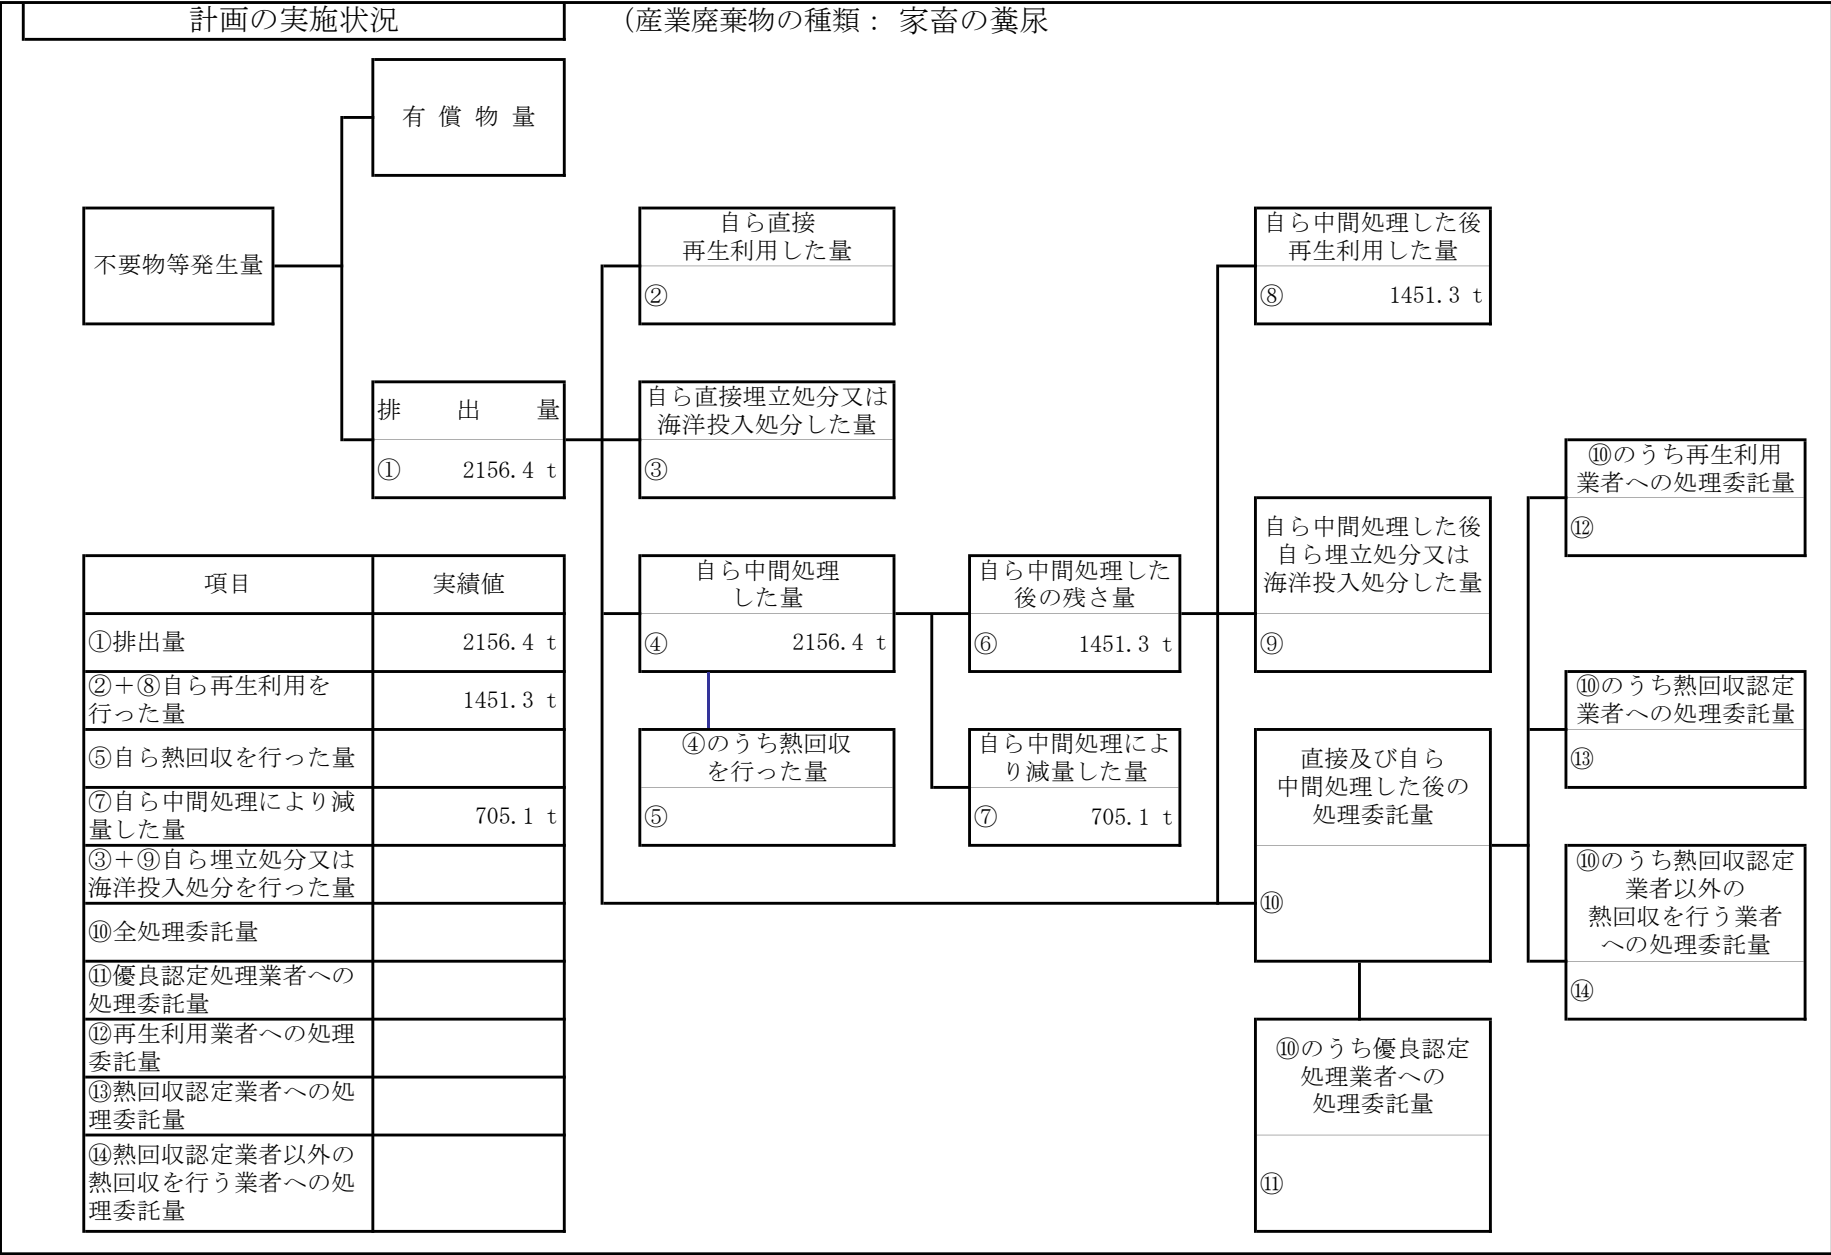 計画の実施状況
（産業廃棄物の種類： 家畜の糞尿
有 償 物 量
不要物等発生量
自ら直接
再生利用した量
②
自ら中間処理した後
再生利用した量
⑧ 1451.3 t
排 出 量
① 2156.4 t
自ら直接埋立処分又は
海洋投入処分した量
③
⑩のうち再生利用
業者への処理委託量
⑫
自ら中間処理した後
自ら埋立処分又は
海洋投入処分した量
⑨
自ら中間処理
した量
④ 2156.4 t
自ら中間処理した
後の残さ量
⑥ 1451.3 t
④のうち熱回収
を行った量
⑤
自ら中間処理によ
り減量した量
⑦ 705.1 t
直接及び自ら
中間処理した後の
処理委託量
⑩
⑩のうち熱回収認定
業者への処理委託量
⑬
⑩のうち熱回収認定
業者以外の
熱回収を行う業者
への処理委託量
⑭
⑩のうち優良認定
処理業者への
処理委託量
⑪
項目 実績値
①排出量 2156.4 t
②＋⑧自ら再生利用を
行った量 1451.3 t
⑤自ら熱回収を行った量
⑦自ら中間処理により減
量した量 705.1 t
③＋⑨自ら埋立処分又は
海洋投入処分を行った量
⑩全処理委託量
⑪優良認定処理業者への
処理委託量
⑫再生利用業者への処理
委託量
⑬熱回収認定業者への処
理委託量
⑭熱回収認定業者以外の
熱回収を行う業者への処
理委託量